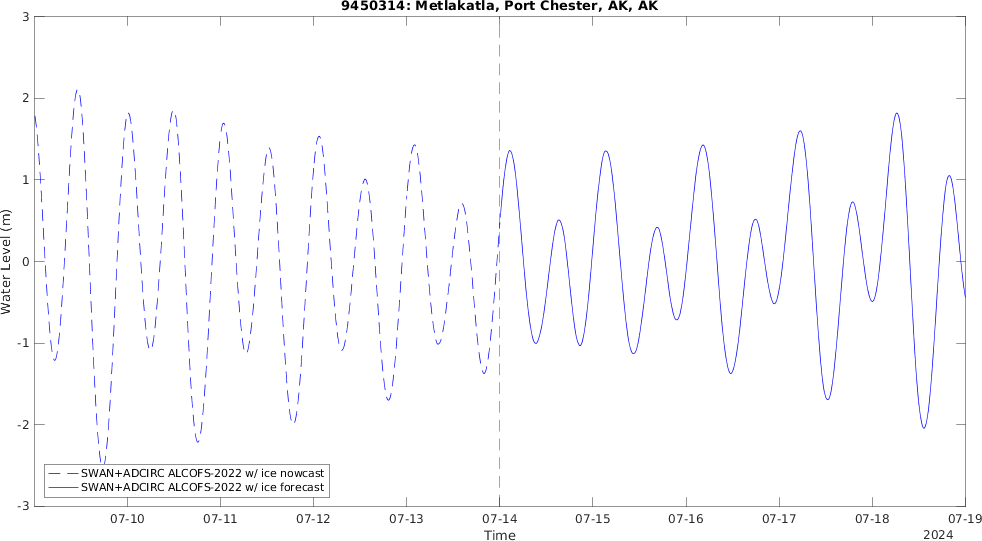 9450314: Metlakatla, Port Chester, AK, AK
3
2
1
0
-1
-2
-3
Water Level (m)
SWAN+ADCIRC ALCOFS-2022 w/ ice nowcast
SWAN+ADCIRC ALCOFS-2022 w/ ice forecast
07-10 07-11 07-12 07-13 07-14 07-15 07-16 07-17 07-18 07-19
Time
2024